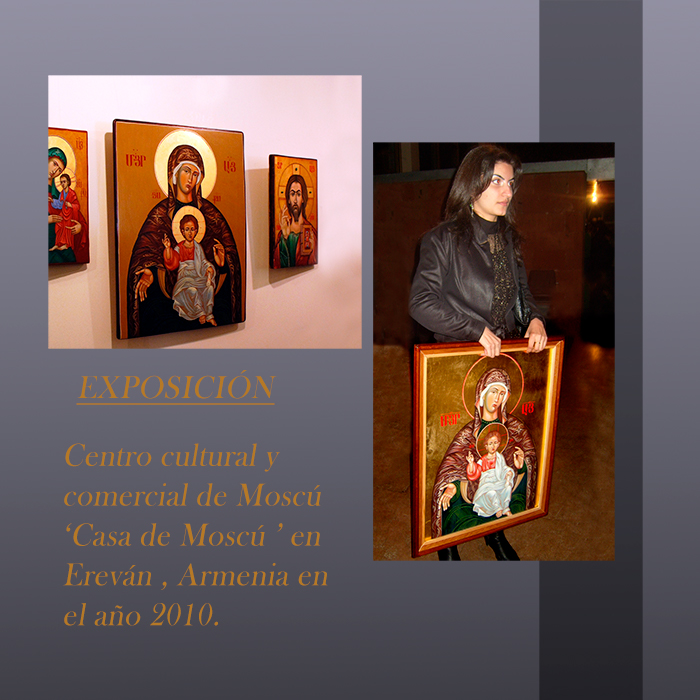 EXPOSICIÓN
Centro cultural y
comercial de Moscú
‘Casa de Moscú ’ en
Ereván , Armenia en
el año 2010.